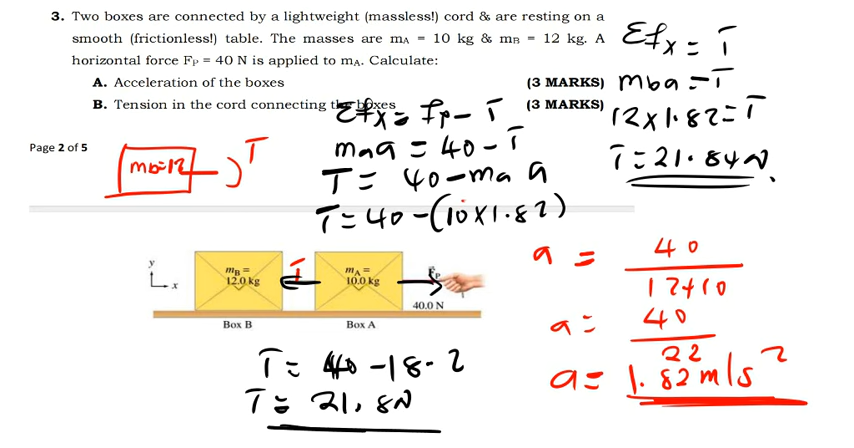 3. Two boxes are connected by a lightweight (massless!) cord & are resting on a
smooth (frictionless!) table. The masses are mA = 10 kg & mB = 12 kg. A
horizontal force FP = 40 N is applied to mA. Calculate:
A. Acceleration of the boxes (3 MARKS)
B. Tension in the cord connecting the boxes (3 MARKS)
Σfx = T
mba = T
12x1.82=T
T=21.84N.
Σfx = fp - T
maa = 40 - T
T = 40 - ma a
T = 40 - (10x1.82)
Page 2 of 5
mb=12
T
y
x
mB =
12.0 kg
T
mA =
10.0 kg
FP
40.0 N
Box B
Box A
a = 40
12+10
a = 40
22
a = 1.82 m/s2
T = 40 - 18.2
T = 21.8N